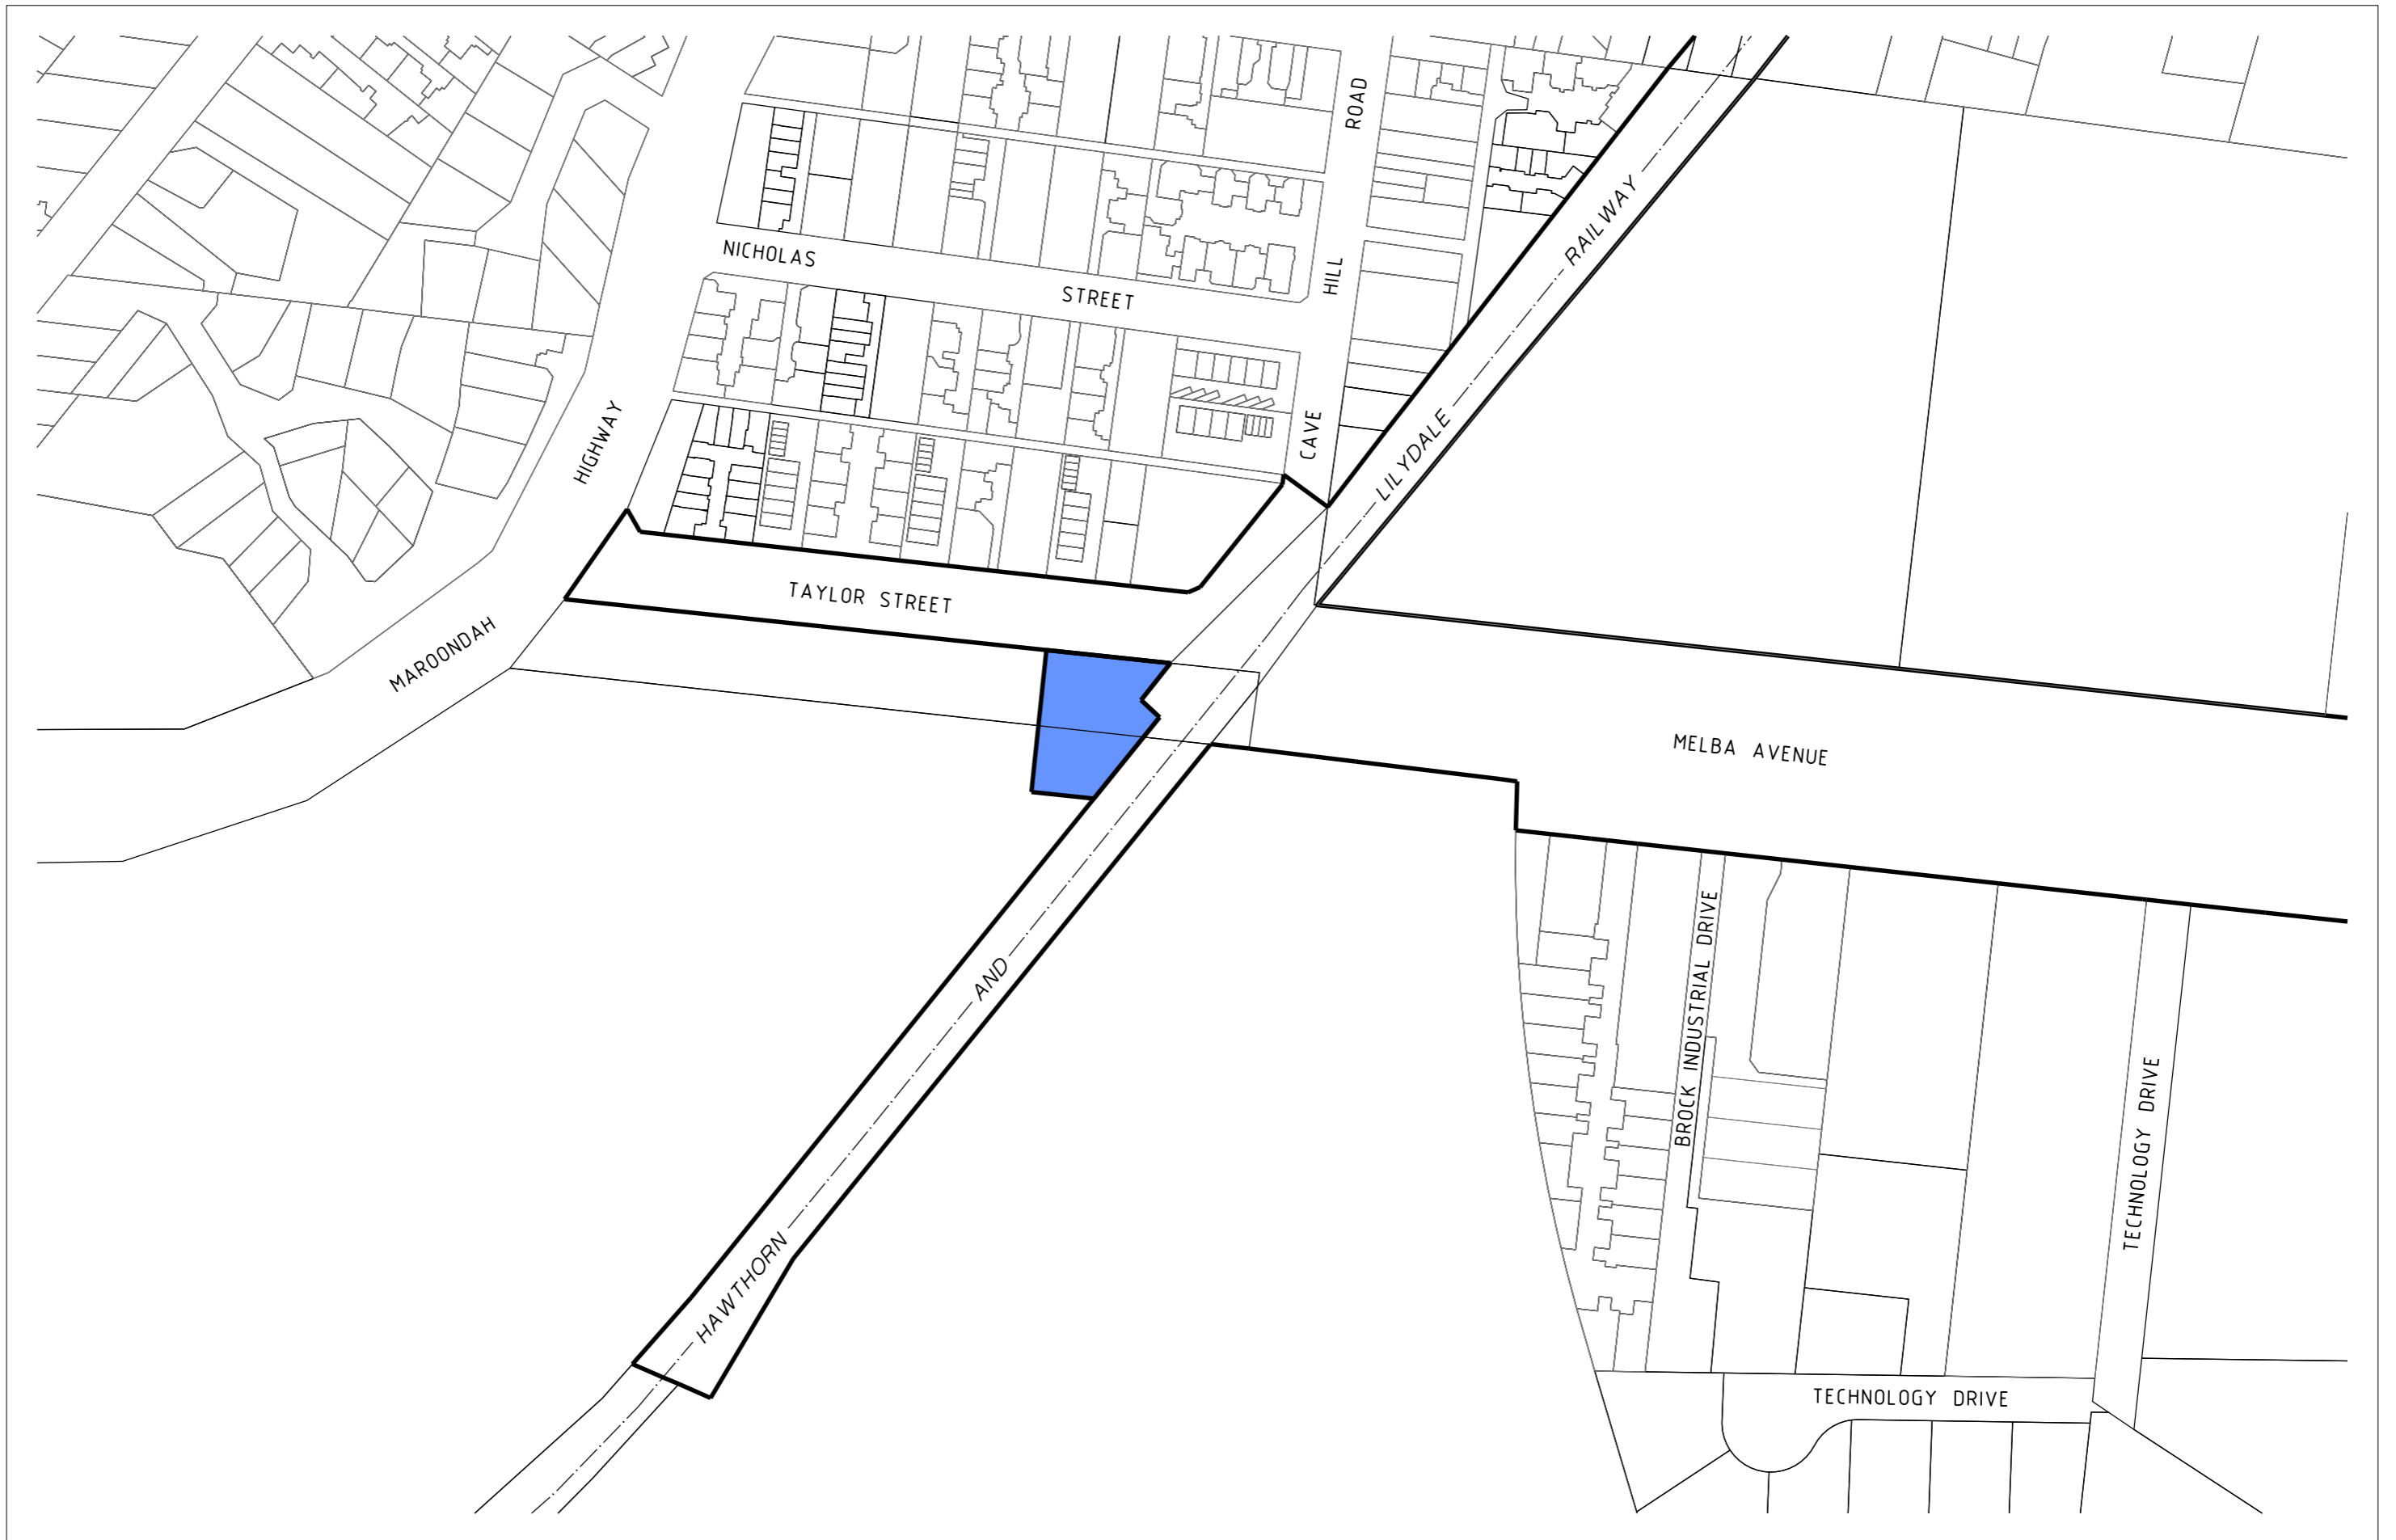 ROAD
RAILWAY
NICHOLAS
HILL
STREET
HIGHWAY
CAVE
LILYDALE
TAYLOR STREET
MAROONDAH
MELBA AVENUE
AND
BROCK INDUSTRIAL DRIVE
TECHNOLOGY DRIVE
HAWTHORN
TECHNOLOGY DRIVE